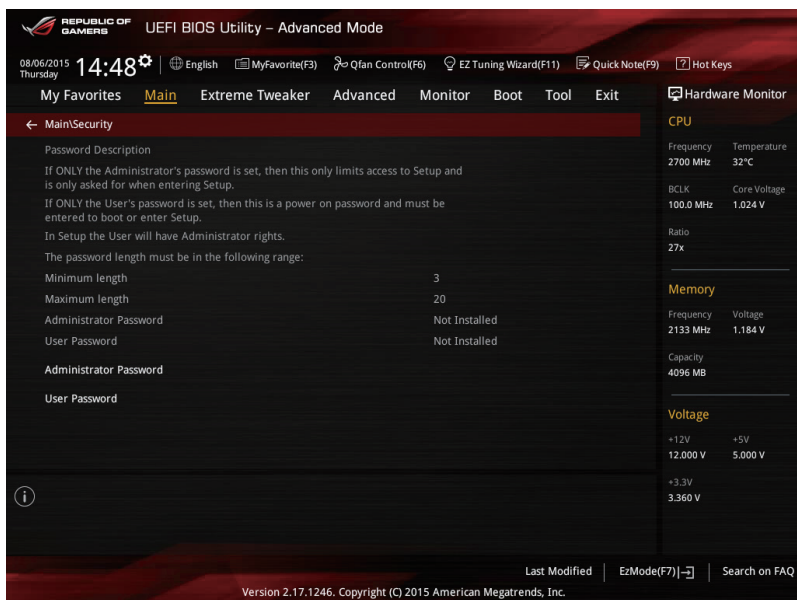 REPUBLIC OF
GAMERS
UEFI BIOS Utility – Advanced Mode
08/06/2015
Thursday
14:48
English
MyFavorite(F3)
Qfan Control(F6)
EZ Tuning Wizard(F11)
Quick Note(F9)
? Hot Keys
My Favorites Main Extreme Tweaker Advanced Monitor Boot Tool Exit
Hardware Monitor
← Main\Security
Password Description
If ONLY the Administrator's password is set, then this only limits access to Setup and
is only asked for when entering Setup.
If ONLY the User's password is set, then this is a power on password and must be
entered to boot or enter Setup.
In Setup the User will have Administrator rights.
The password length must be in the following range:
Minimum length 3
Maximum length 20
Administrator Password Not Installed
User Password Not Installed
Administrator Password
User Password
CPU
Frequency Temperature
2700 MHz 32°C
BCLK Core Voltage
100.0 MHz 1.024 V
Ratio
27x
Memory
Frequency Voltage
2133 MHz 1.184 V
Capacity
4096 MB
Voltage
+12V +5V
12.000 V 5.000 V
+3.3V
3.360 V
i
Last Modified
EzMode(F7)
Search on FAQ
Version 2.17.1246. Copyright (C) 2015 American Megatrends, Inc.